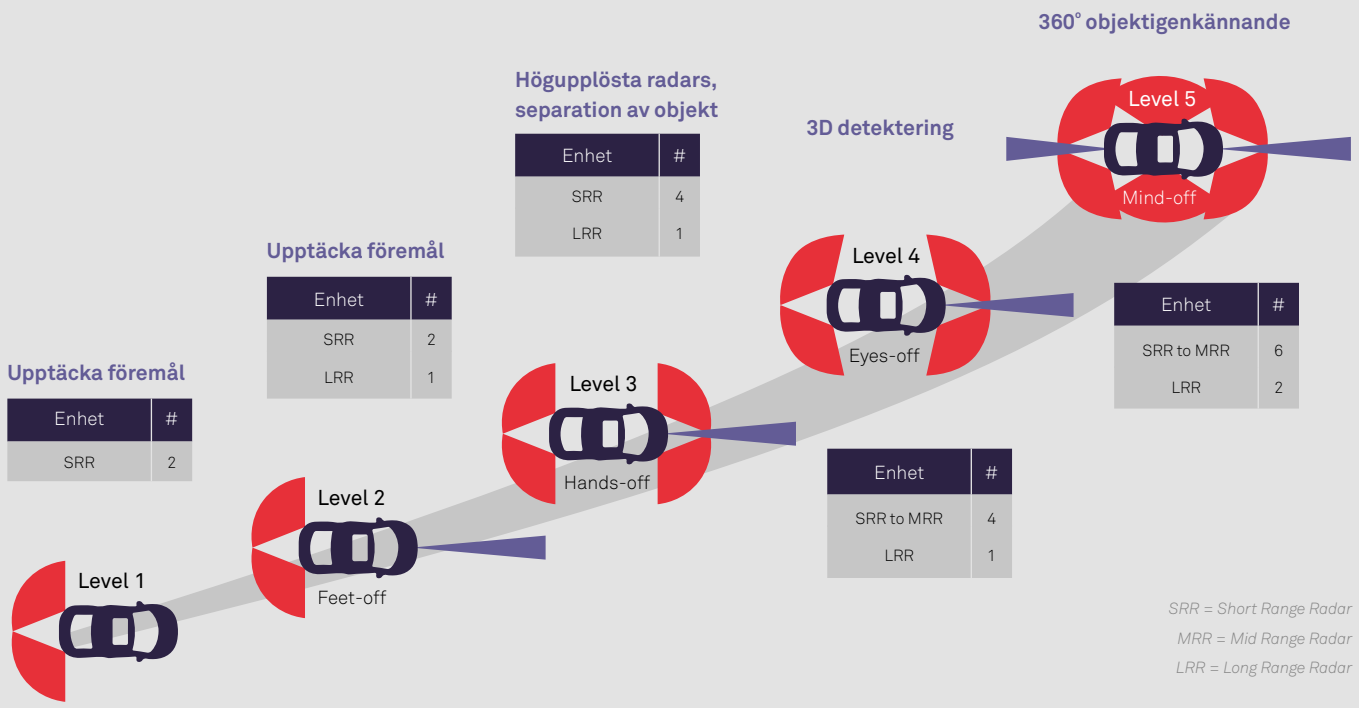 Upptäcka föremål
Enhet #
SRR 2
Level 1
Upptäcka föremål
Enhet #
SRR 2
LRR 1
Level 2
Feet-off
Högupplösta radars,
separation av objekt
Enhet #
SRR 4
LRR 1
Level 3
Hands-off
3D detektering
Level 4
Eyes-off
Enhet #
SRR to MRR 4
LRR 1
360° objektigenkännande
Level 5
Mind-off
Enhet #
SRR to MRR 6
LRR 2
SRR = Short Range Radar
MRR = Mid Range Radar
LRR = Long Range Radar